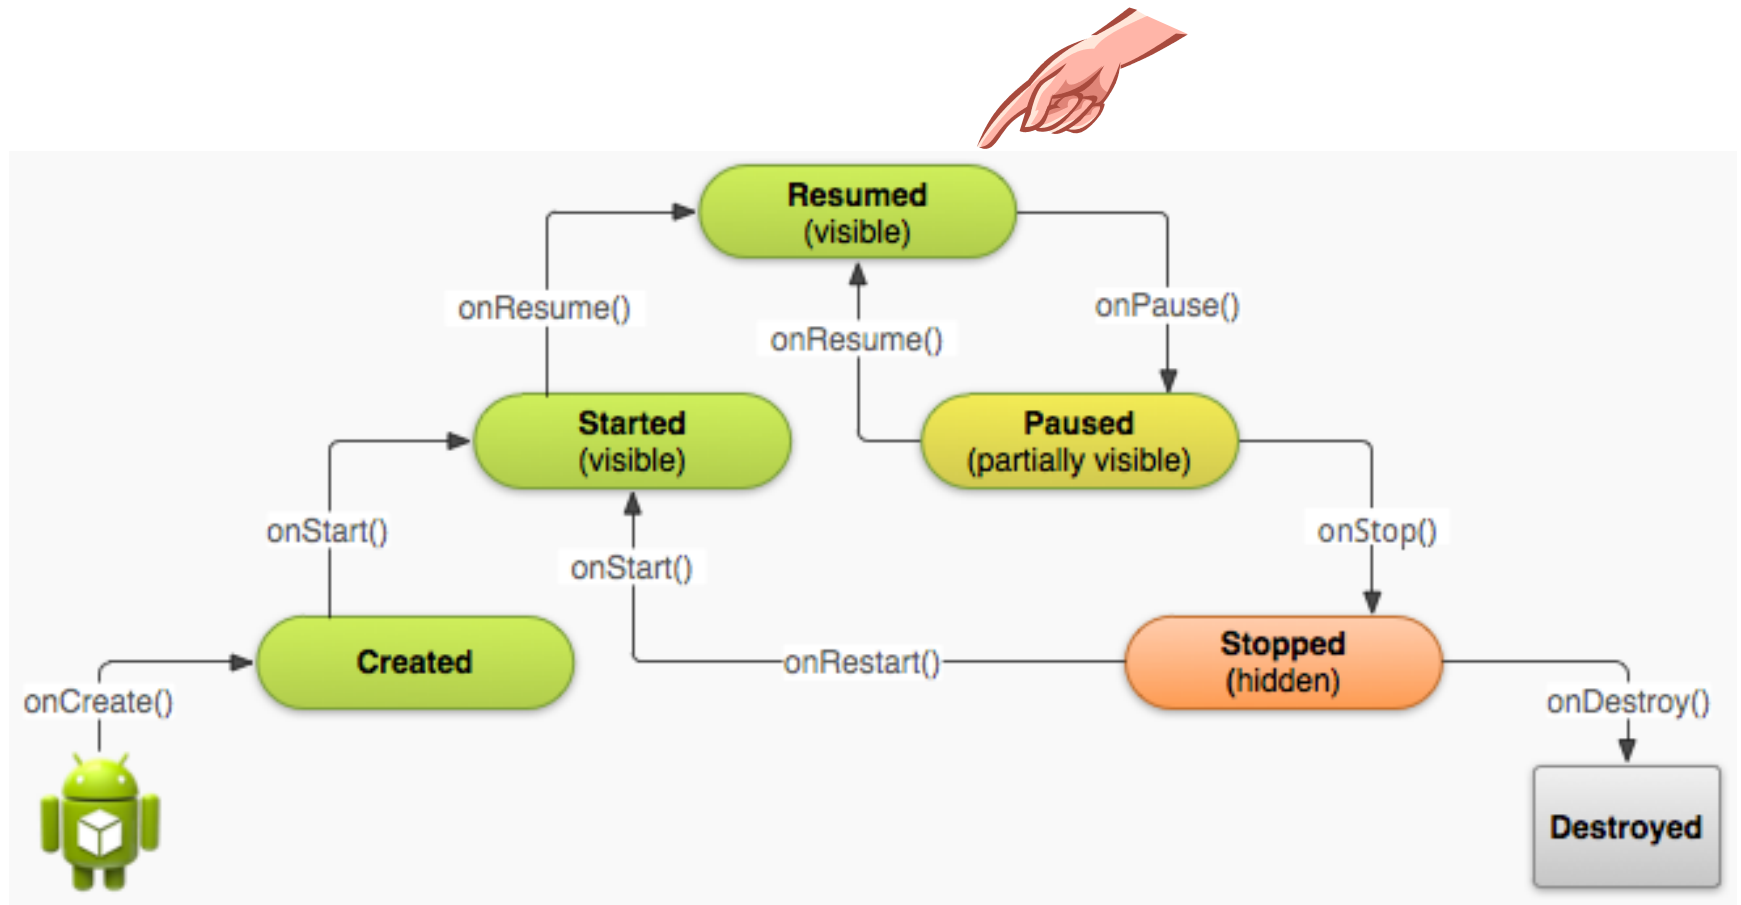 Resumed
(visible)
onResume()
onPause()
onResume()
Started
(visible)
Paused
(partially visible)
onStart()
onStop()
onStart()
Created
onRestart()
Stopped
(hidden)
onCreate()
onDestroy()
Destroyed